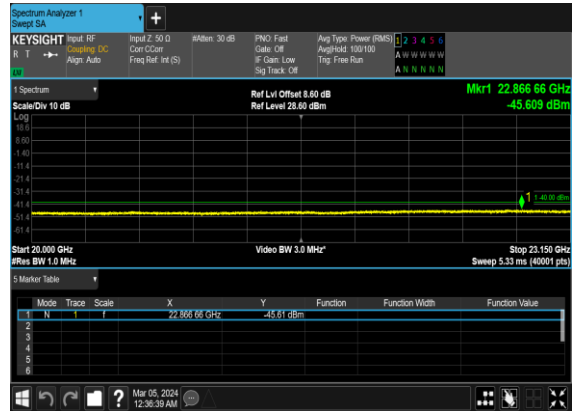 Spectrum Analyzer 1
Swept SA
+
KEYSIGHT Input: RF Input Z: 50 Ω #Atten: 30 dB PNO: Fast Avg Type: Power (RMS) 1 2 3 4 5 6
R T Coupling: DC Corr CCorr Gate: Off Avg|Hold: 100/100 A W W W W W
Align: Auto Freq Ref: Int (S) IF Gain: Low Trig: Free Run A N N N N N
Sig Track: Off
1 Spectrum
Ref Lvl Offset 8.60 dB Mkr1 22.866 66 GHz
Scale/Div 10 dB Ref Level 28.60 dBm -45.609 dBm
Log
18.6
8.60
-1.40
-11.4
-21.4
-31.4
1 -40.00 dBm
-41.4
-51.4
-61.4
Start 20.000 GHz Video BW 3.0 MHz* Stop 23.150 GHz
#Res BW 1.0 MHz Sweep 5.33 ms (40001 pts)
5 Marker Table
Mode Trace Scale X Y Function Function Width Function Value
1 N 1 f 22.866 66 GHz -45.61 dBm
2
3
4
5
6
? Mar 05, 2024
12:36:39 AM